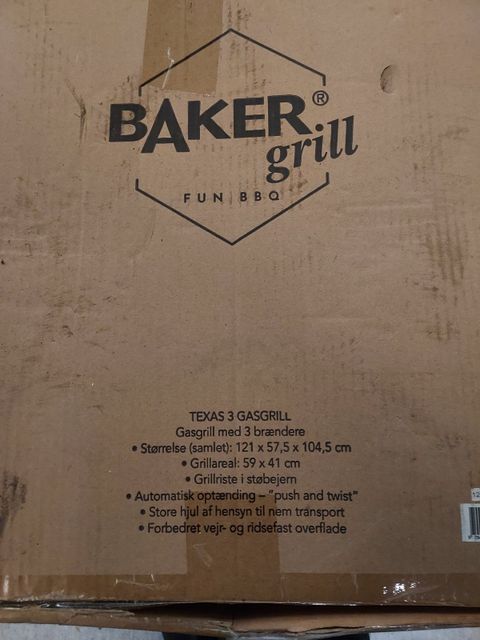 BAKER®
grill
FUN BBQ
TEXAS 3 GASGRILL
Gasgrill med 3 brændere
• Størrelse (samlet): 121 x 57,5 x 104,5 cm
• Grillareal: 59 x 41 cm
• Grillriste i støbejern
• Automatisk optænding – "push and twist"
• Store hjul af hensyn til nem transport
• Forbedret vejr- og ridsefast overflade